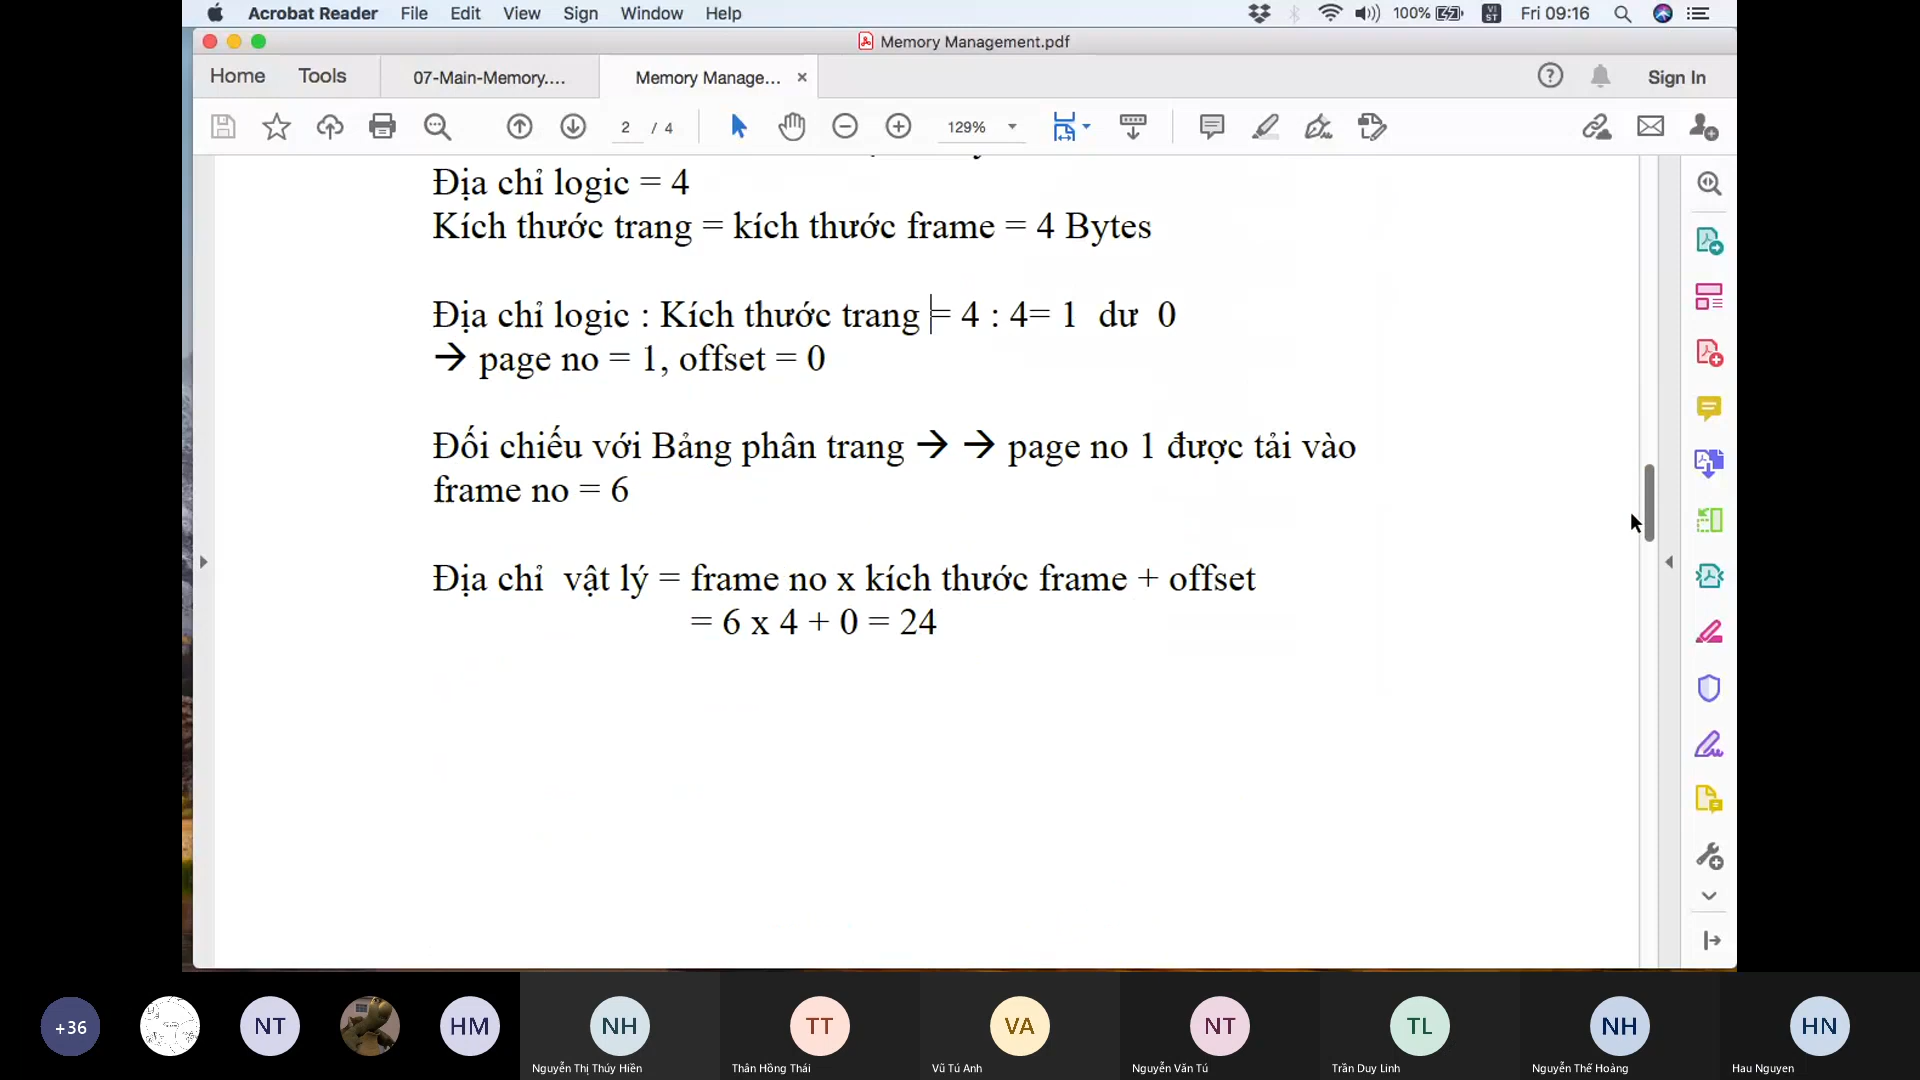 Acrobat Reader File Edit View Sign Window Help 100% VI ST Fri 09:16
Memory Management.pdf
Home Tools 07-Main-Memory.... Memory Manage... × ? Sign In
2 / 4 129%
Địa chỉ logic = 4
Kích thước trang = kích thước frame = 4 Bytes
Địa chỉ logic : Kích thước trang = 4 : 4= 1 dư 0
→ page no = 1, offset = 0
Đối chiếu với Bảng phân trang → → page no 1 được tải vào
frame no = 6
Địa chỉ vật lý = frame no x kích thước frame + offset
= 6 x 4 + 0 = 24
+36 NT HM NH TT VA NT TL NH HN
Nguyễn Thị Thúy Hiền Thân Hồng Thái Vũ Tú Anh Nguyễn Văn Tú Trần Duy Linh Nguyễn Thế Hoàng Hau Nguyen